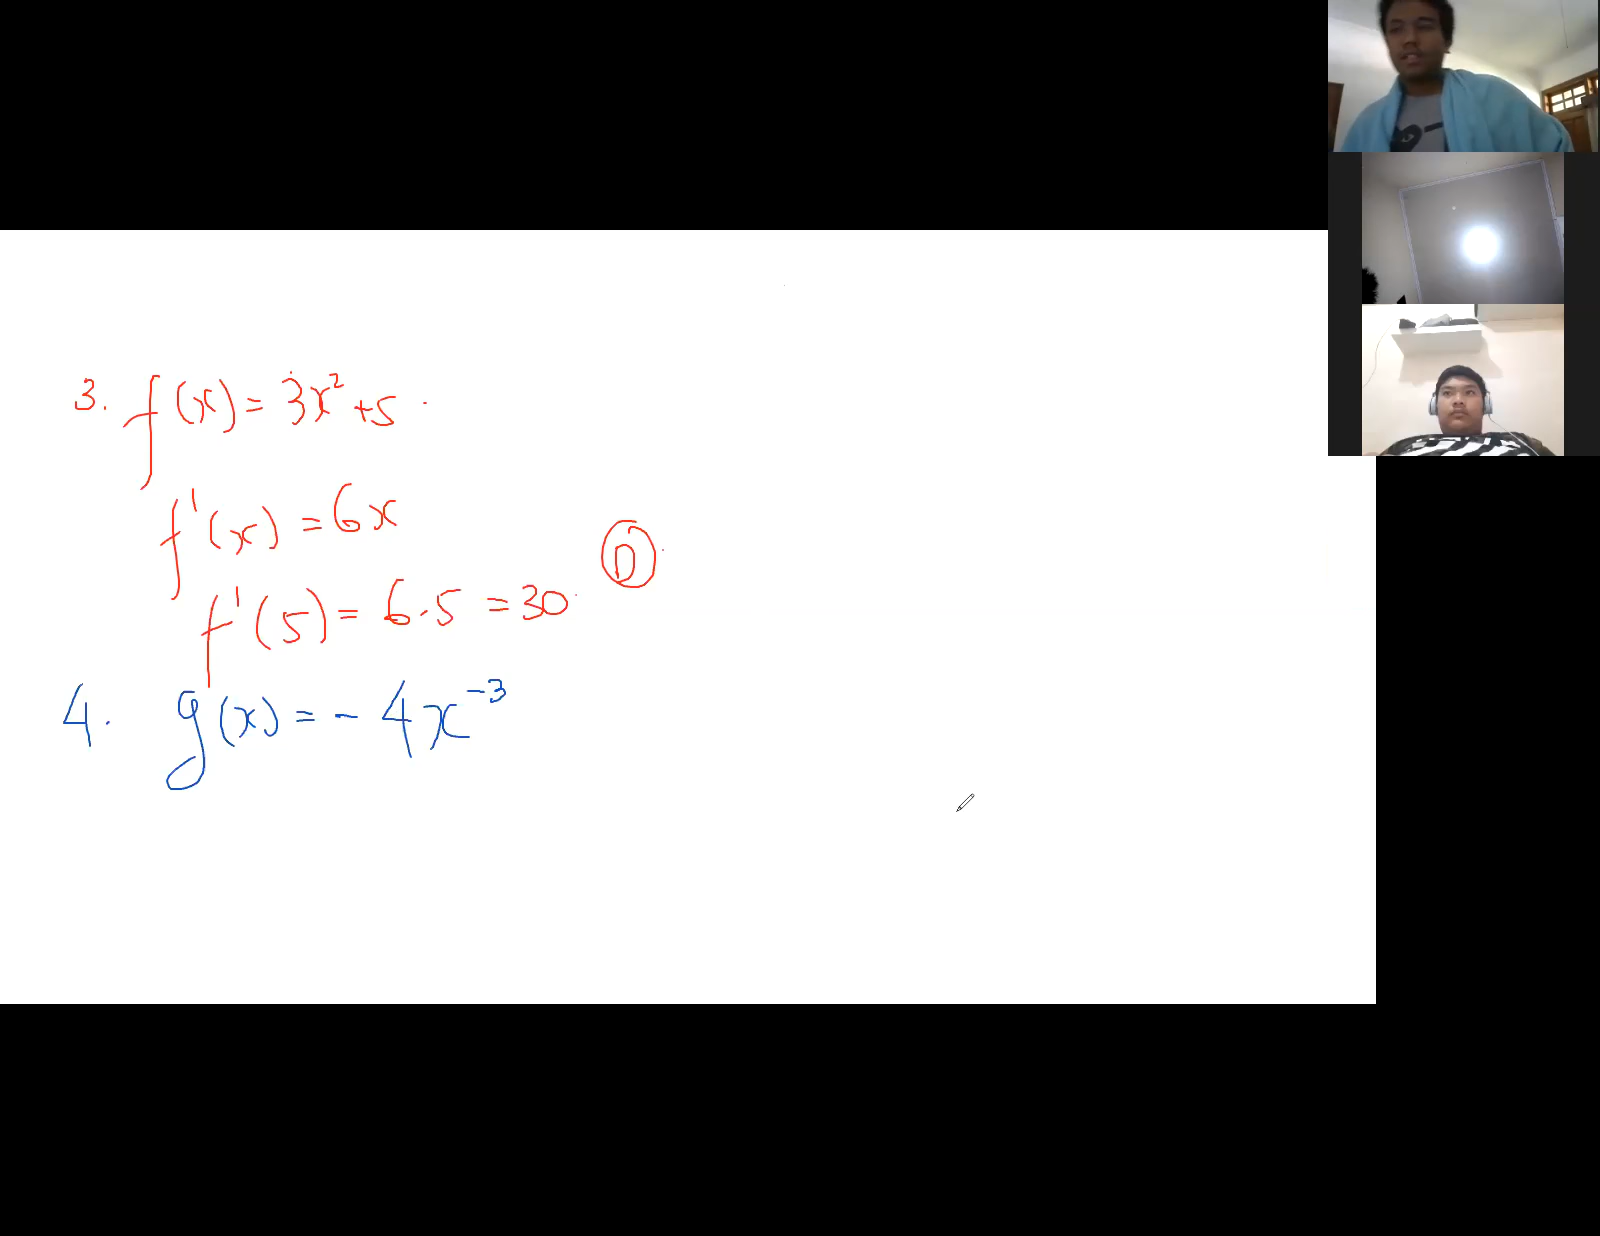 3. f(x) = 3x² + 5
f'(x) = 6x
D
f'(5) = 6 · 5 = 30
4. g(x) = - 4x⁻³